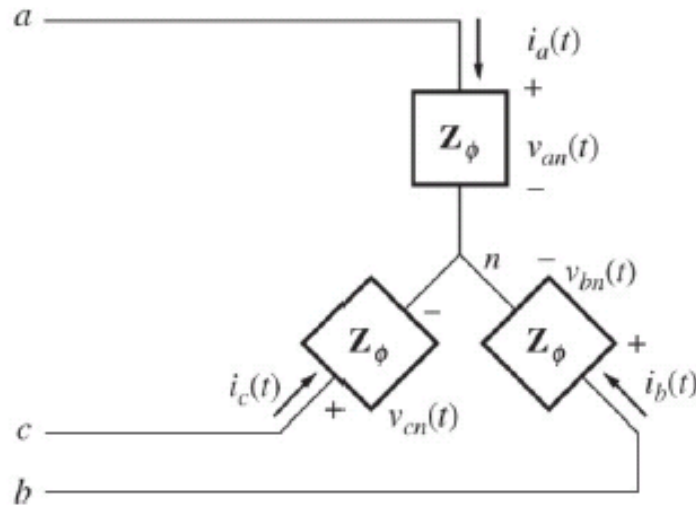 a
i_a(t)
+
Z_ϕ
v_an(t)
−
n
− v_bn(t)
−
Z_ϕ
Z_ϕ
+
i_c(t)
+
v_cn(t)
i_b(t)
c
b